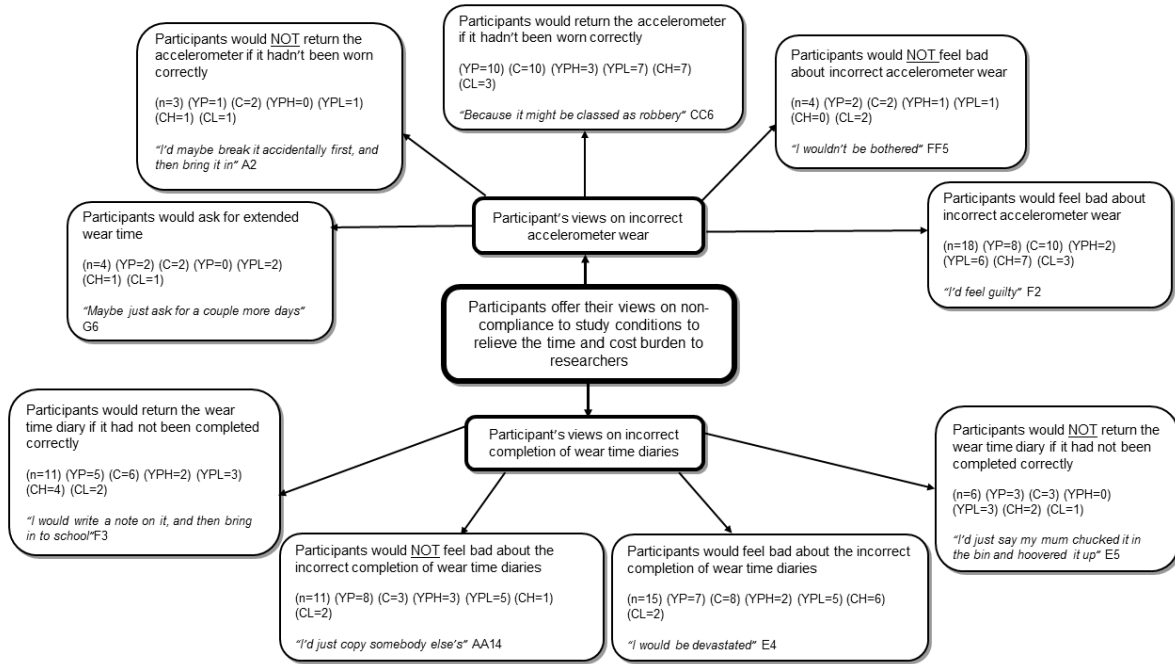 Participants would NOT return the
accelerometer if it hadn't been worn
correctly
(n=3) (YP=1) (C=2) (YPH=0) (YPL=1)
(CH=1) (CL=1)
"I'd maybe break it accidentally first, and
then bring it in" A2
Participants would return the accelerometer
if it hadn't been worn correctly
(YP=10) (C=10) (YPH=3) (YPL=7) (CH=7)
(CL=3)
"Because it might be classed as robbery" CC6
Participants would NOT feel bad
about incorrect accelerometer wear
(n=4) (YP=2) (C=2) (YPH=1) (YPL=1)
(CH=0) (CL=2)
"I wouldn't be bothered" FF5
Participants would ask for extended
wear time
(n=4) (YP=2) (C=2) (YP=0) (YPL=2)
(CH=1) (CL=1)
"Maybe just ask for a couple more days"
G6
Participant's views on incorrect
accelerometer wear
Participants would feel bad about
incorrect accelerometer wear
(n=18) (YP=8) (C=10) (YPH=2)
(YPL=6) (CH=7) (CL=3)
"I'd feel guilty" F2
Participants offer their views on non-
compliance to study conditions to
relieve the time and cost burden to
researchers
Participants would return the wear
time diary if it had not been completed
correctly
(n=11) (YP=5) (C=6) (YPH=2) (YPL=3)
(CH=4) (CL=2)
"I would write a note on it, and then bring
in to school"F3
Participant's views on incorrect
completion of wear time diaries
Participants would NOT return the
wear time diary if it had not been
completed correctly
(n=6) (YP=3) (C=3) (YPH=0)
(YPL=3) (CH=2) (CL=1)
"I'd just say my mum chucked it in
the bin and hoovered it up" E5
Participants would NOT feel bad about the
incorrect completion of wear time diaries
(n=11) (YP=8) (C=3) (YPH=3) (YPL=5) (CH=1)
(CL=2)
"I'd just copy somebody else's" AA14
Participants would feel bad about the incorrect
completion of wear time diaries
(n=15) (YP=7) (C=8) (YPH=2) (YPL=5) (CH=6)
(CL=2)
"I would be devastated" E4